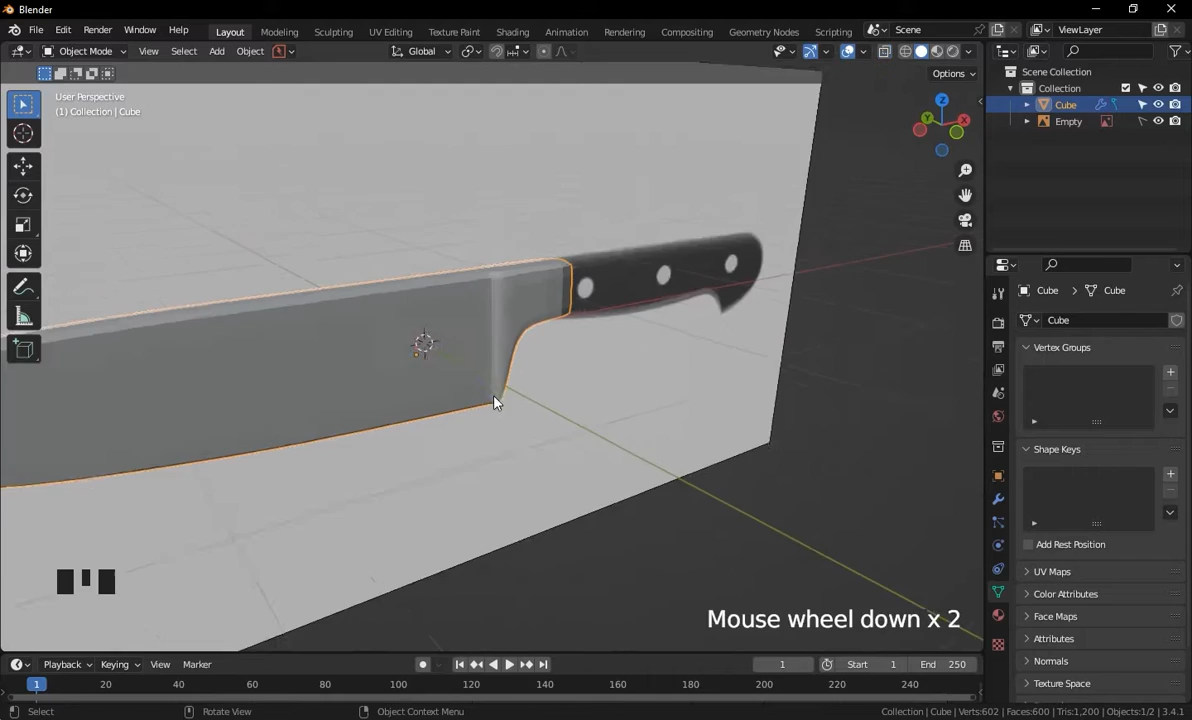 Blender
File Edit Render Window Help Layout Modeling Sculpting UV Editing Texture Paint Shading Animation Rendering Compositing Geometry Nodes Scripting Scene ViewLayer
Object Mode View Select Add Object Global
Options
User Perspective
(1) Collection | Cube
Z
X
Y
Scene Collection
Collection
Cube
Empty
Cube Cube
Cube
Vertex Groups
Shape Keys
Add Rest Position
UV Maps
Color Attributes
Face Maps
Attributes
Normals
Texture Space
Mouse wheel down x 2
Playback Keying View Marker 1 Start 1 End 250
1 20 40 60 80 100 120 140 160 180 200 220 240
Select Rotate View Object Context Menu Collection | Cube | Verts:602 | Faces:600 | Tris:1,200 | Objects:1/2 | 3.4.1